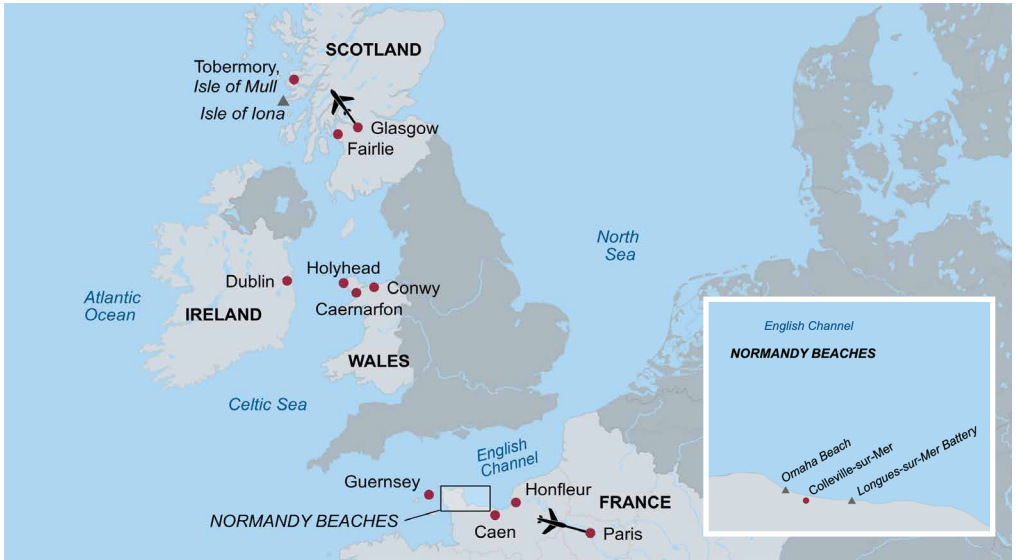 SCOTLAND
Tobermory,
Isle of Mull
Isle of Iona
Glasgow
Fairlie
North
Sea
Holyhead
Dublin
Conwy
Caernarfon
Atlantic
Ocean
IRELAND
WALES
Celtic Sea
English
Channel
Guernsey
Honfleur
NORMANDY BEACHES
FRANCE
Caen
Paris
English Channel
NORMANDY BEACHES
Omaha Beach
Colleville-sur-Mer
Longues-sur-Mer Battery